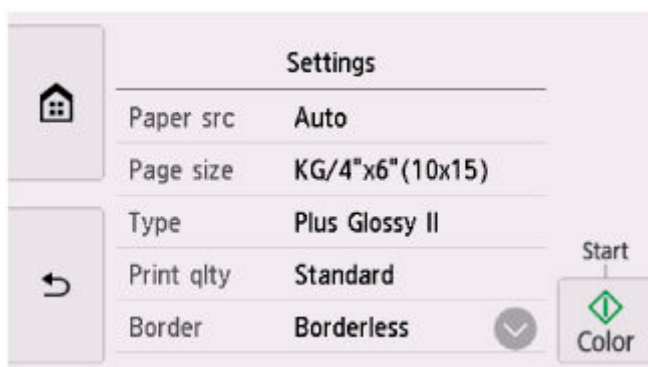 Settings
Paper src Auto
Page size KG/4"x6"(10x15)
Type Plus Glossy II
Print qlty Standard
Border Borderless
Start
Color